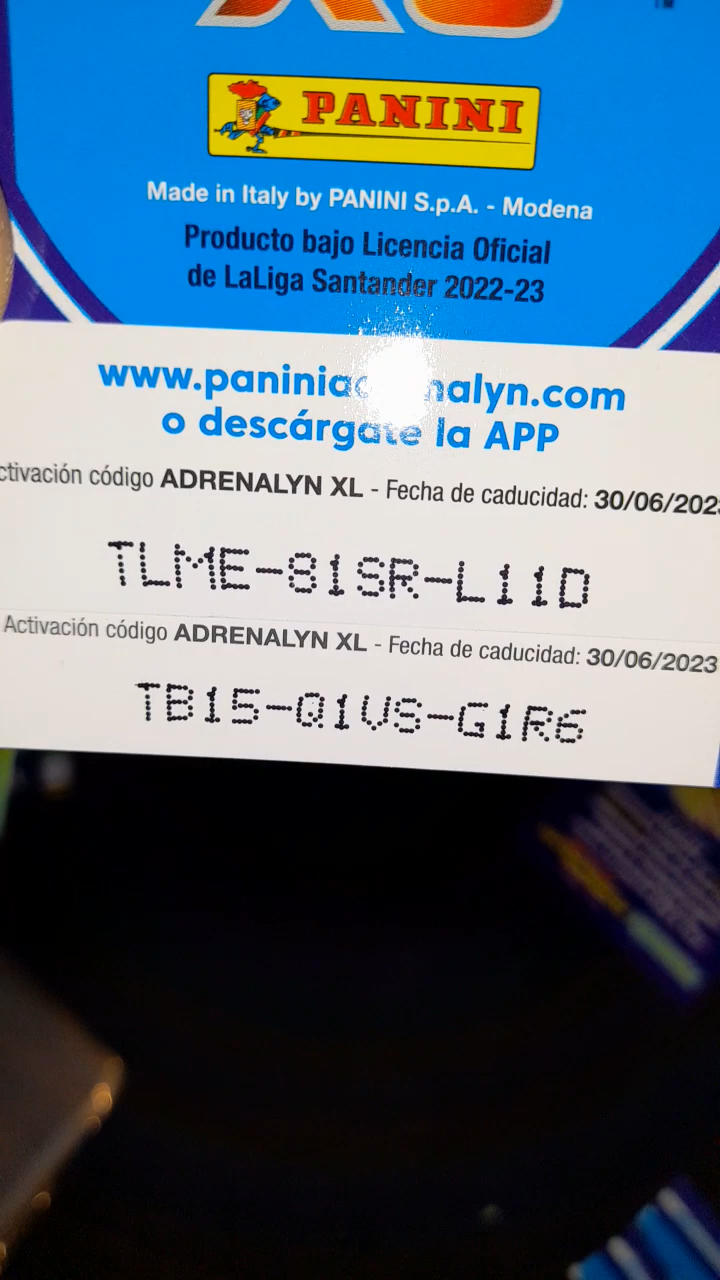 PANINI
Made in Italy by PANINI S.p.A. - Modena
Producto bajo Licencia Oficial
de LaLiga Santander 2022-23
o descárgate la APP
ctivación código ADRENALYN XL - Fecha de caducidad: 30/06/202
TLME-81SR-L11D
Activación código ADRENALYN XL - Fecha de caducidad: 30/06/2023
TB15-Q1VS-G1R6